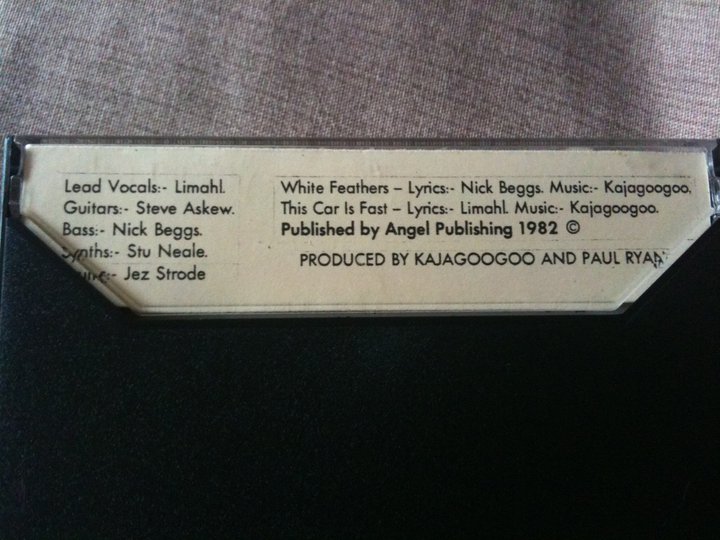 Lead Vocals:- Limahl.
Guitars:- Steve Askew.
Bass:- Nick Beggs.
Synths:- Stu Neale.
Jez Strode
White Feathers – Lyrics:- Nick Beggs. Music:- Kajagoogoo.
This Car Is Fast – Lyrics:- Limahl. Music:- Kajagoogoo.
Published by Angel Publishing 1982 ©
PRODUCED BY KAJAGOOGOO AND PAUL RYAN